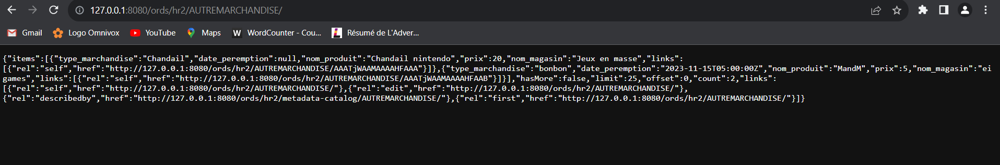 127.0.0.1:8080/ords/hr2/AUTREMARCHANDISE/
Gmail Logo Omnivox YouTube Maps W WordCounter - Cou... L Résumé de L'Adver...
{"items":[{"type_marchandise":"Chandail","date_peremption":null,"nom_produit":"Chandail nintendo","prix":20,"nom_magasin":"Jeux en masse","links":
[{"rel":"self","href":"http://127.0.0.1:8080/ords/hr2/AUTREMARCHANDISE/AAATjWAAMAAAAHFAAA"}]},{"type_marchandise":"bonbon","date_peremption":"2023-11-15T05:00:00Z","nom_produit":"MandM","prix":5,"nom_magasin":"ei
games","links":[{"rel":"self","href":"http://127.0.0.1:8080/ords/hr2/AUTREMARCHANDISE/AAATjWAAMAAAAHFAAB"}]}],"hasMore":false,"limit":25,"offset":0,"count":2,"links":
[{"rel":"self","href":"http://127.0.0.1:8080/ords/hr2/AUTREMARCHANDISE/"},{"rel":"edit","href":"http://127.0.0.1:8080/ords/hr2/AUTREMARCHANDISE/"},
{"rel":"describedby","href":"http://127.0.0.1:8080/ords/hr2/metadata-catalog/AUTREMARCHANDISE/"},{"rel":"first","href":"http://127.0.0.1:8080/ords/hr2/AUTREMARCHANDISE/"}]}